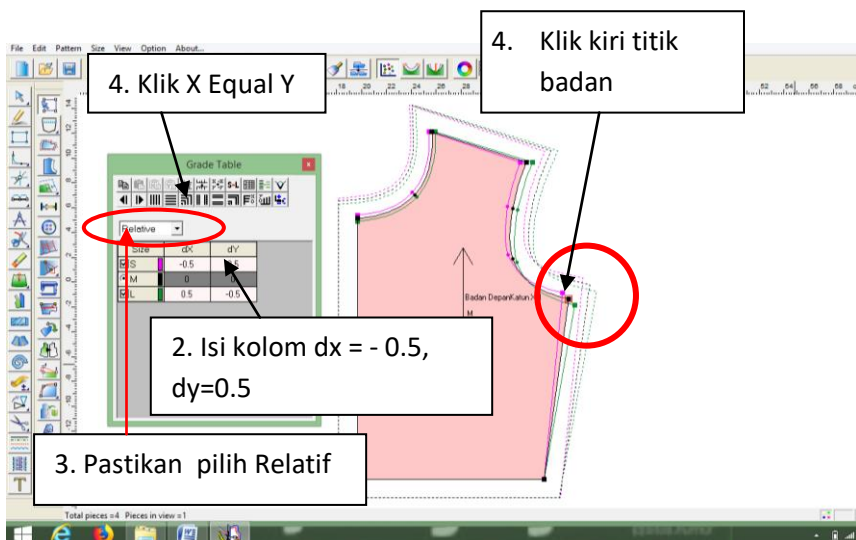 File Edit Pattern Size View Option About...
4. Klik X Equal Y
4. Klik kiri titik
badan
Grade Table
Relative
Size dX dY
S -0.5
M 0 0
L 0.5 -0.5
Badan DepanKatun
M
2. Isi kolom dx = - 0.5,
dy=0.5
3. Pastikan pilih Relatif
Total pieces =4 Pieces in view =1